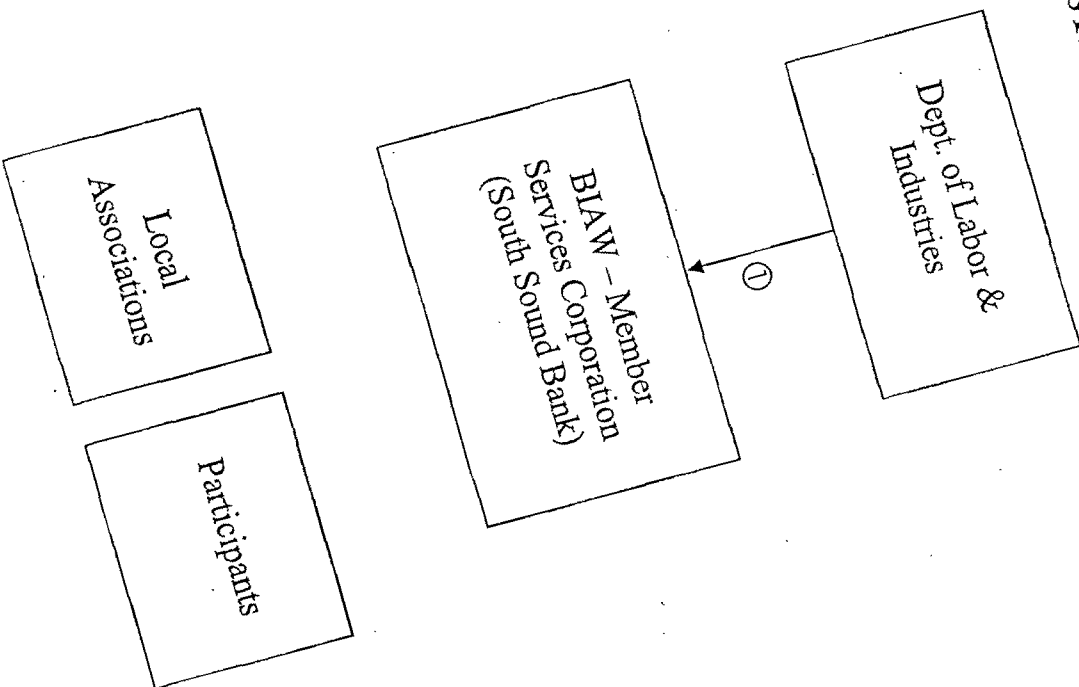 Dept. of Labor &
Industries
①
BIAW – Member
Services Corporation
(South Sound Bank)
Local
Associations
Participants